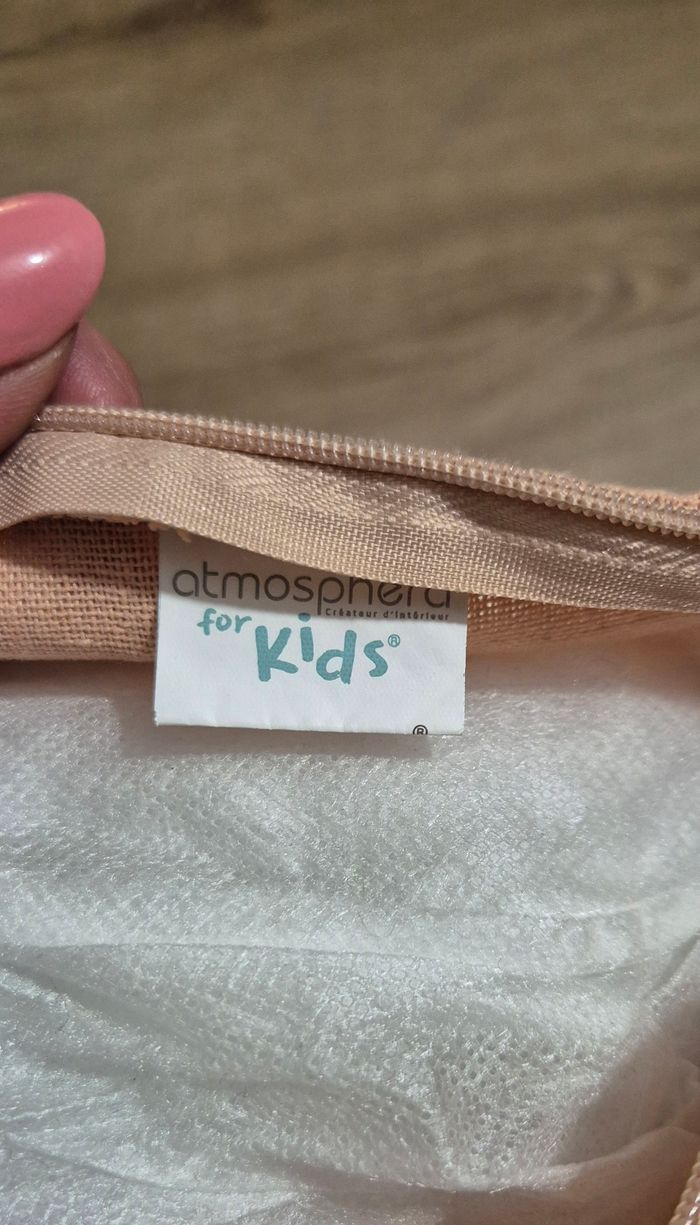 atmosphera
Créateur d'intérieur
for
Kids®
®